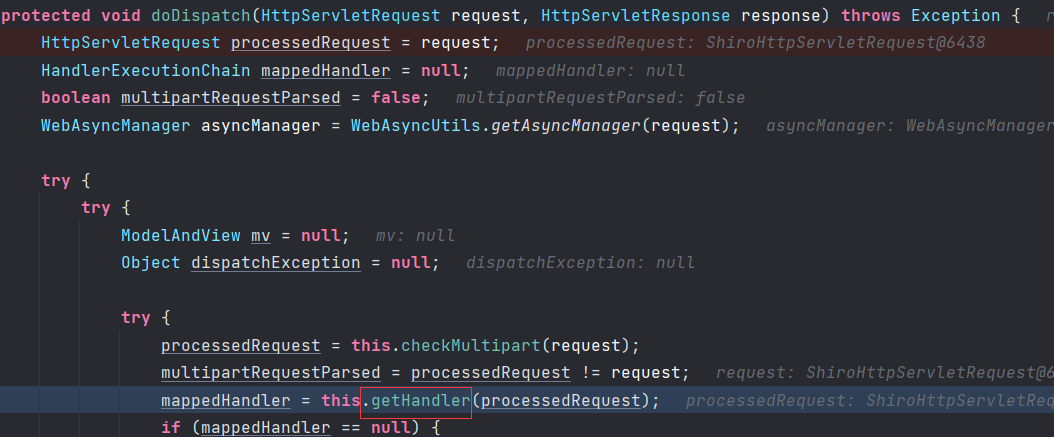 protected void doDispatch(HttpServletRequest request, HttpServletResponse response) throws Exception {
HttpServletRequest processedRequest = request; processedRequest: ShiroHttpServletRequest@6438
HandlerExecutionChain mappedHandler = null; mappedHandler: null
boolean multipartRequestParsed = false; multipartRequestParsed: false
WebAsyncManager asyncManager = WebAsyncUtils.getAsyncManager(request); asyncManager: WebAsyncManager
try {
try {
ModelAndView mv = null; mv: null
Object dispatchException = null; dispatchException: null
try {
processedRequest = this.checkMultipart(request);
multipartRequestParsed = processedRequest != request; request: ShiroHttpServletRequest@6
mappedHandler = this.getHandler(processedRequest); processedRequest: ShiroHttpServletReq
if (mappedHandler == null) {